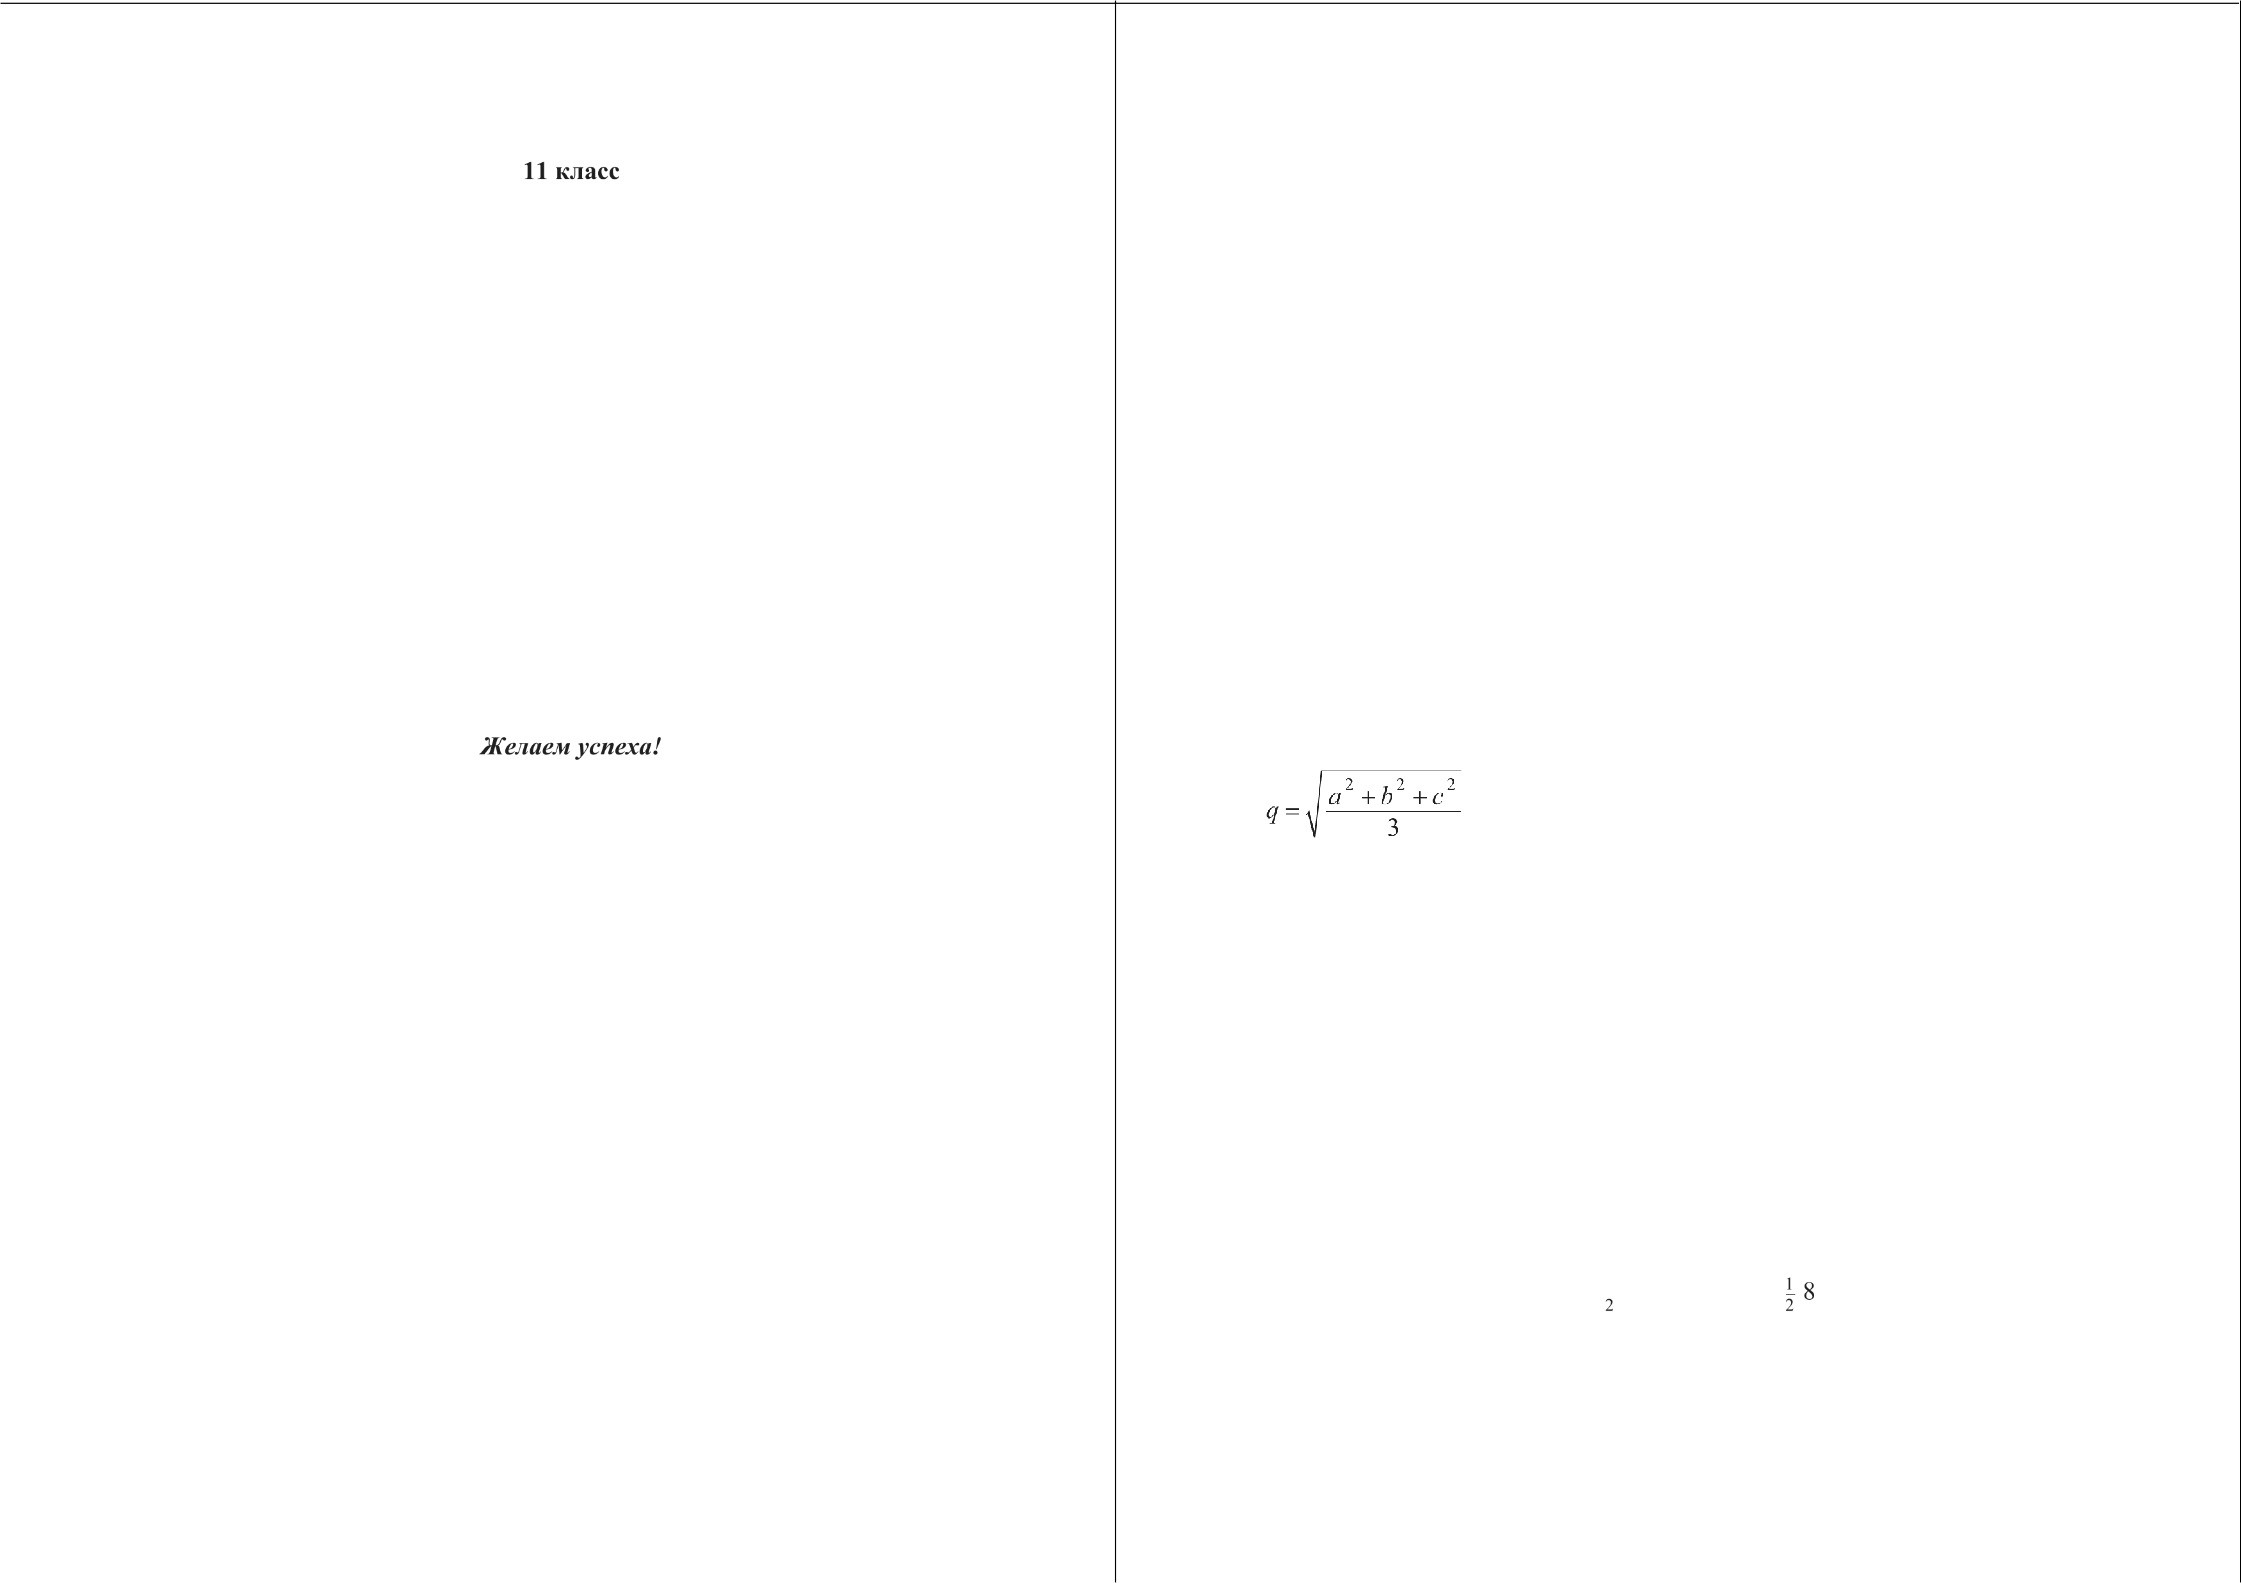 11 класс
Желаем успеха!
q = √((a² + b² + c²)/3)
₂ 1/2 8